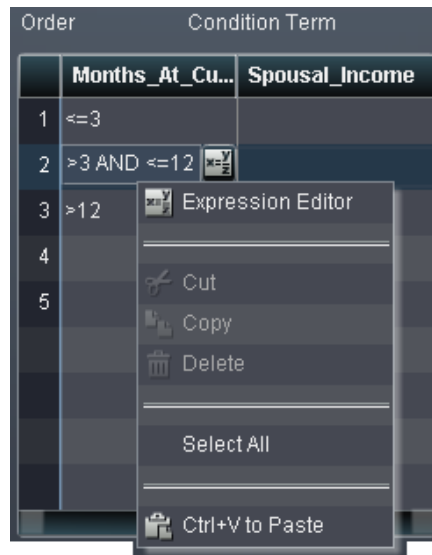 Order Condition Term
Months_At_Cu... Spousal_Income
1 <=3
2 >3 AND <=12
Expression Editor
3 >12
4
Cut
5
Copy
Delete
Select All
Ctrl+V to Paste